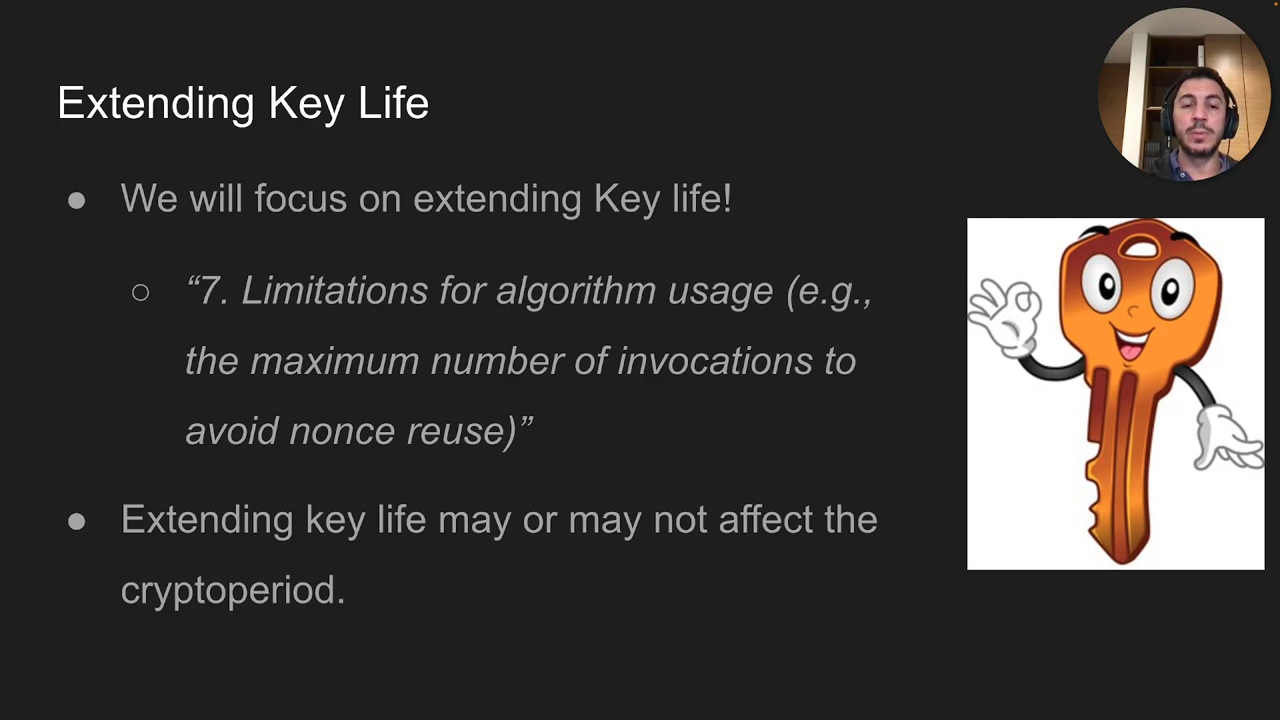 Extending Key Life
● We will focus on extending Key life!
○ “7. Limitations for algorithm usage (e.g.,
the maximum number of invocations to
avoid nonce reuse)”
● Extending key life may or may not affect the
cryptoperiod.